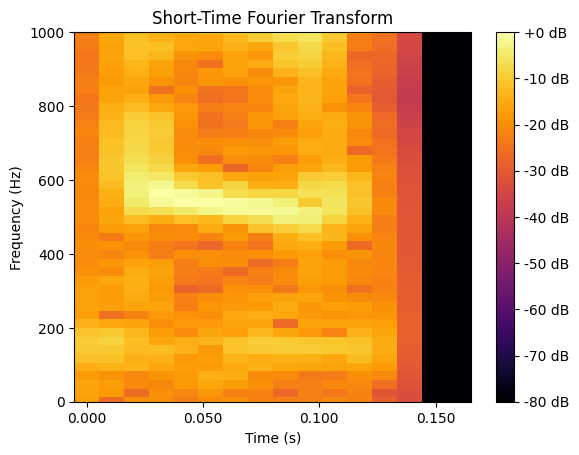 Short-Time Fourier Transform
1000
800
600
400
200
0
Frequency (Hz)
0.000
0.050
0.100
0.150
Time (s)
+0 dB
-10 dB
-20 dB
-30 dB
-40 dB
-50 dB
-60 dB
-70 dB
-80 dB